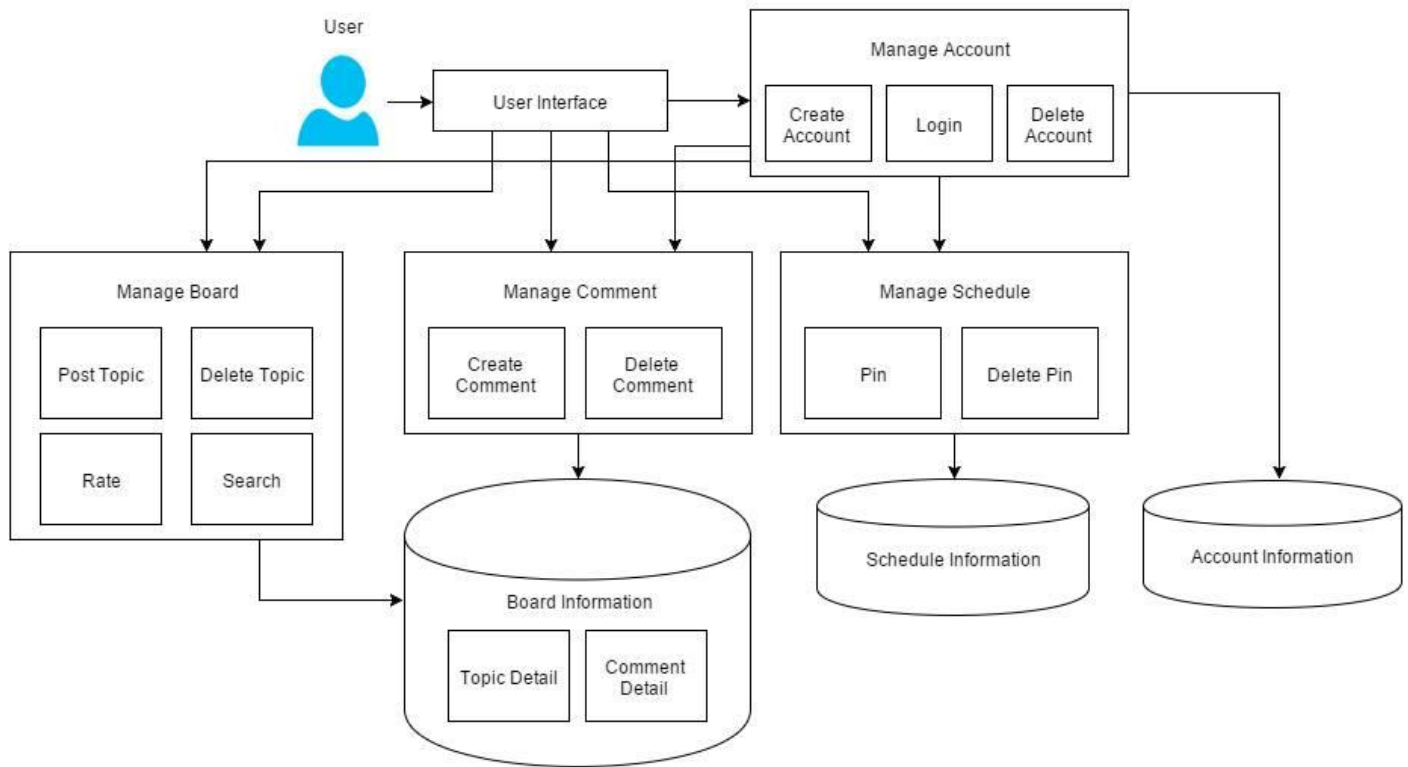 User
User Interface
Manage Account
Create
Account
Login
Delete
Account
Manage Board
Post Topic
Delete Topic
Rate
Search
Manage Comment
Create
Comment
Delete
Comment
Manage Schedule
Pin
Delete Pin
Board Information
Topic Detail
Comment
Detail
Schedule Information
Account Information